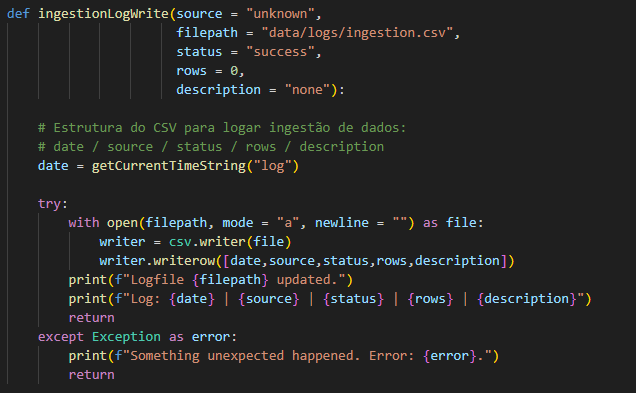 def ingestionLogWrite(source = "unknown",
                      filepath = "data/logs/ingestion.csv",
                      status = "success",
                      rows = 0,
                      description = "none"):
    # Estrutura do CSV para logar ingestão de dados:
    # date / source / status / rows / description
    date = getCurrentTimeString("log")
    try:
        with open(filepath, mode = "a", newline = "") as file:
            writer = csv.writer(file)
            writer.writerow([date,source,status,rows,description])
        print(f"Logfile {filepath} updated.")
        print(f"Log: {date} | {source} | {status} | {rows} | {description}")
        return
    except Exception as error:
        print(f"Something unexpected happened. Error: {error}.")
        return